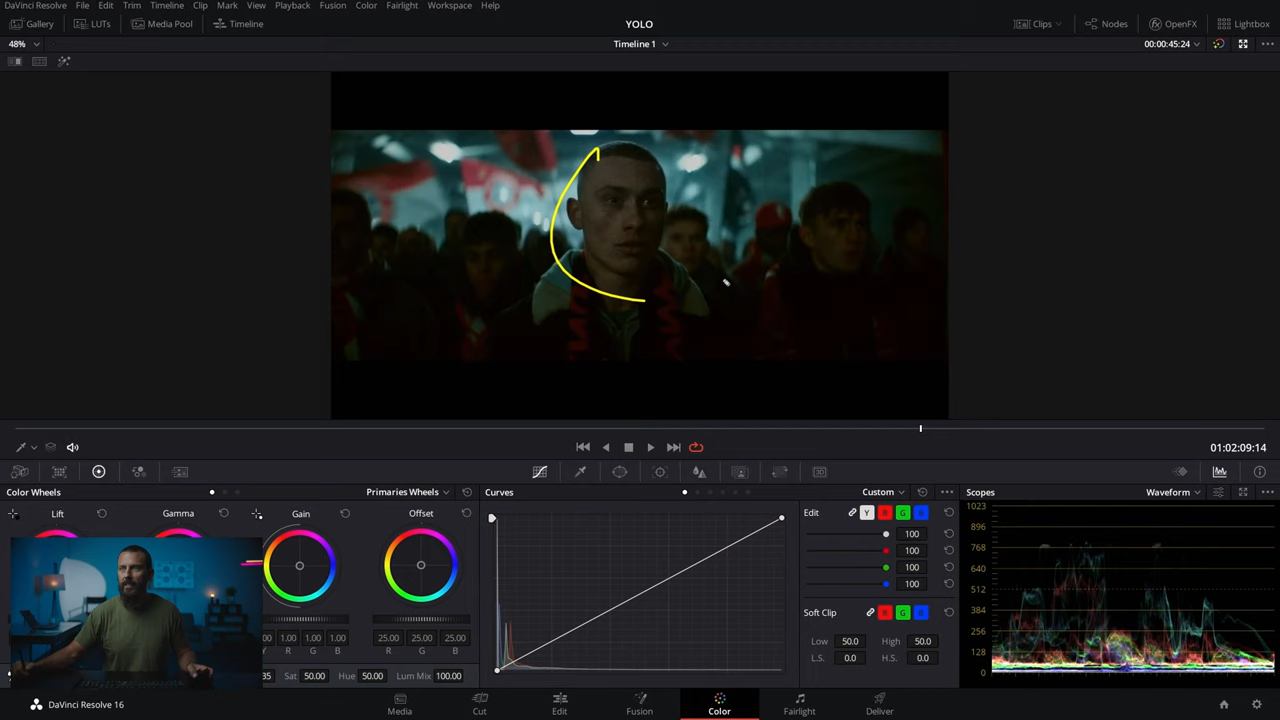 DaVinci Resolve File Edit Trim Timeline Clip Mark View Playback Fusion Color Fairlight Workspace Help
Gallery LUTs Media Pool Timeline YOLO Clips Nodes OpenFX Lightbox
48% Timeline 1 00:00:45:24
01:02:09:14
Color Wheels Primaries Wheels Curves Custom Scopes Waveform
Lift Gamma Gain Offset Edit Y R G B
100
100
100
100
Soft Clip R G B
Low 50.0 High 50.0
L.S. 0.0 H.S. 0.0
1.00 1.00 1.00 25.00 25.00 25.00
R G B R G B
35 Sat 50.00 Hue 50.00 Lum Mix 100.00
1023
896
768
640
512
384
256
128
0
DaVinci Resolve 16 Media Cut Edit Fusion Color Fairlight Deliver